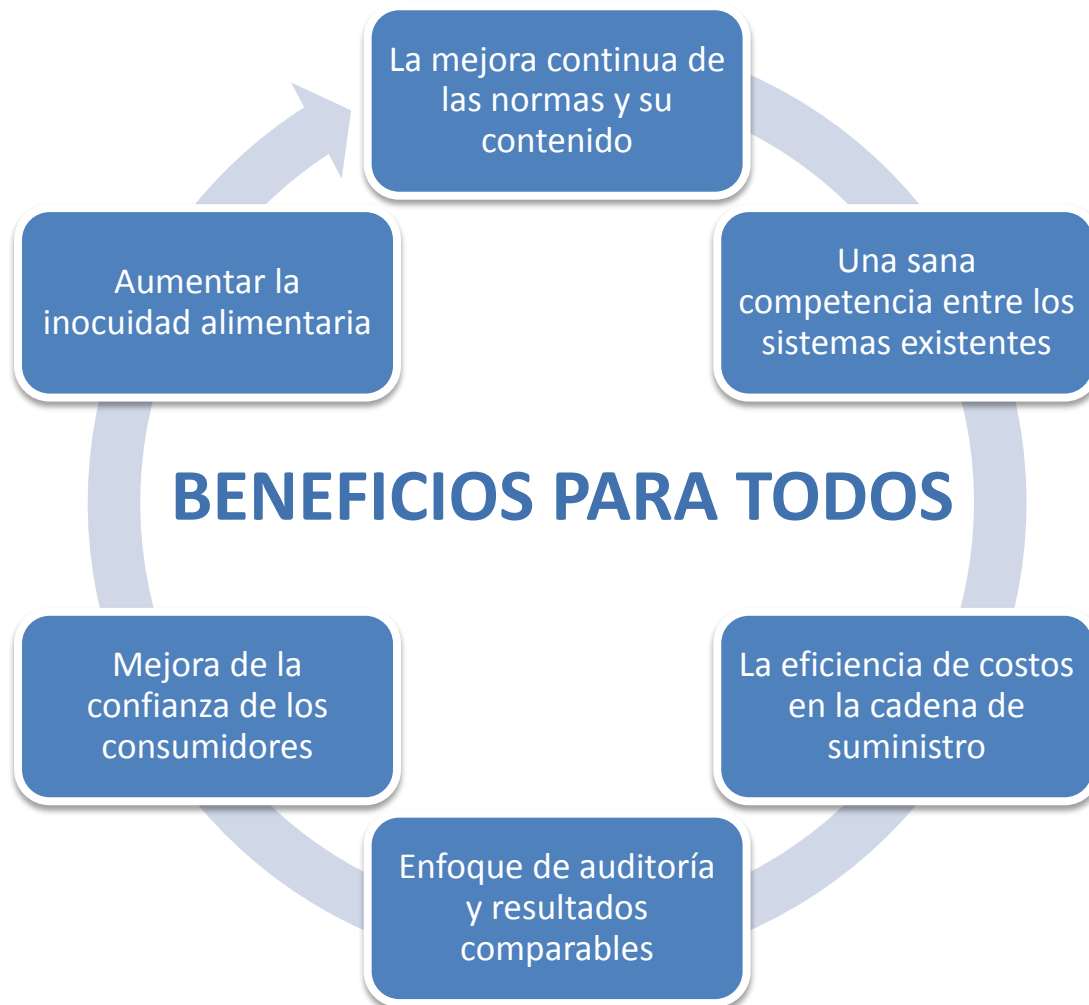 La mejora continua de
las normas y su
contenido
Una sana
competencia entre los
sistemas existentes
La eficiencia de costos
en la cadena de
suministro
Enfoque de auditoría
y resultados
comparables
Mejora de la
confianza de los
consumidores
Aumentar la
inocuidad alimentaria
BENEFICIOS PARA TODOS